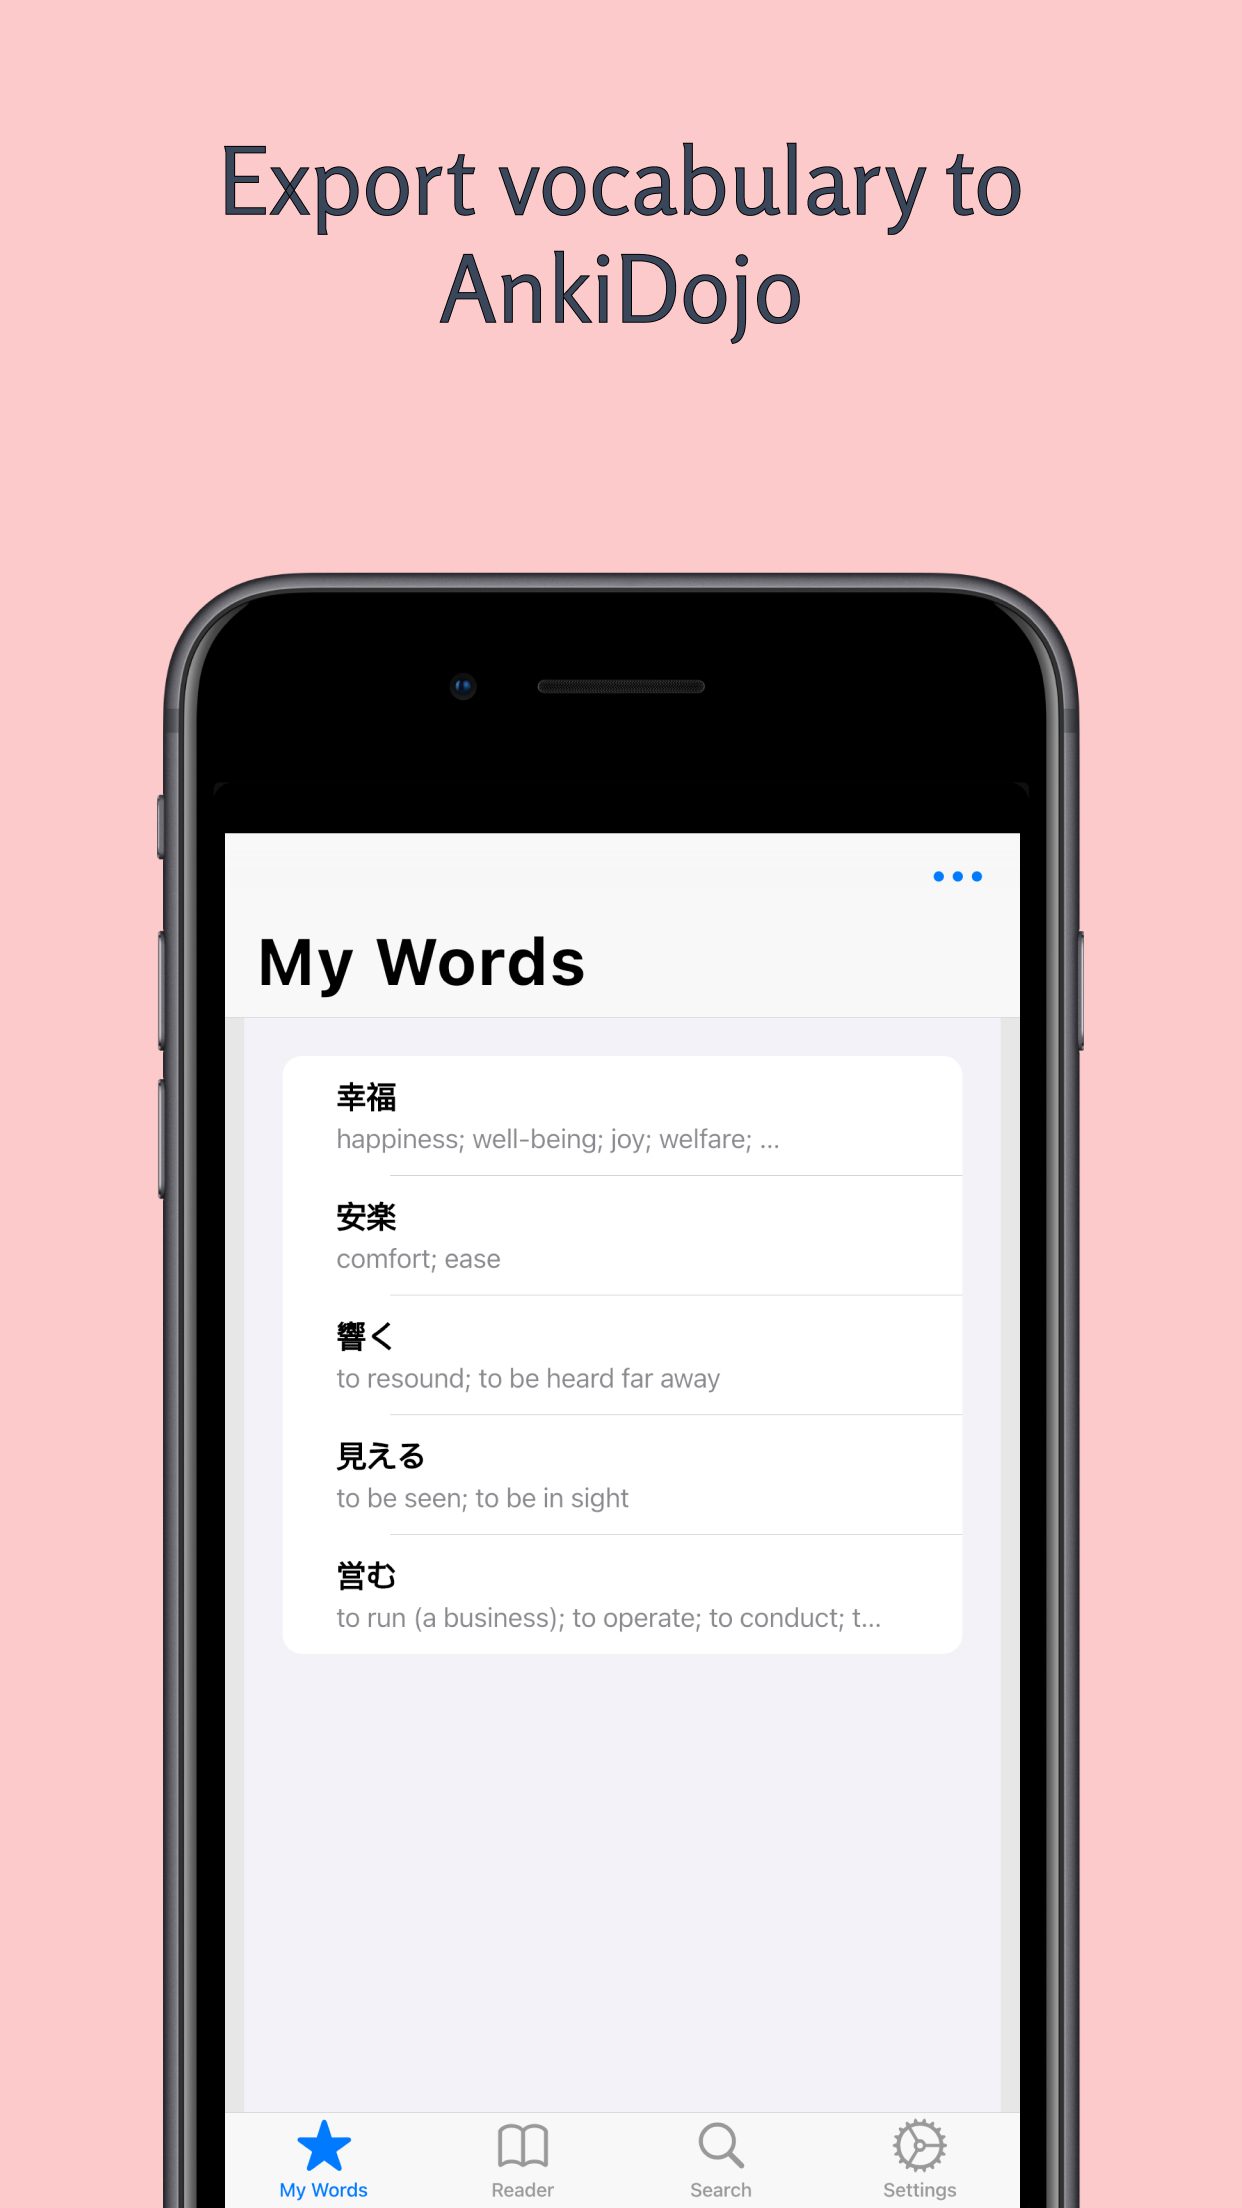 Export vocabulary to
AnkiDojo
My Words
幸福
happiness; well-being; joy; welfare; ...
安楽
comfort; ease
響く
to resound; to be heard far away
見える
to be seen; to be in sight
営む
to run (a business); to operate; to conduct; t...
My Words
Reader
Search
Settings